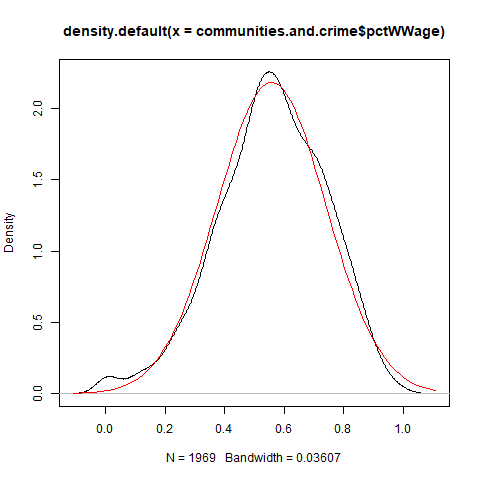 density.default(x = communities.and.crime$pctWWage)
Density
2.0
1.5
1.0
0.5
0.0
0.0 0.2 0.4 0.6 0.8 1.0
N = 1969 Bandwidth = 0.03607